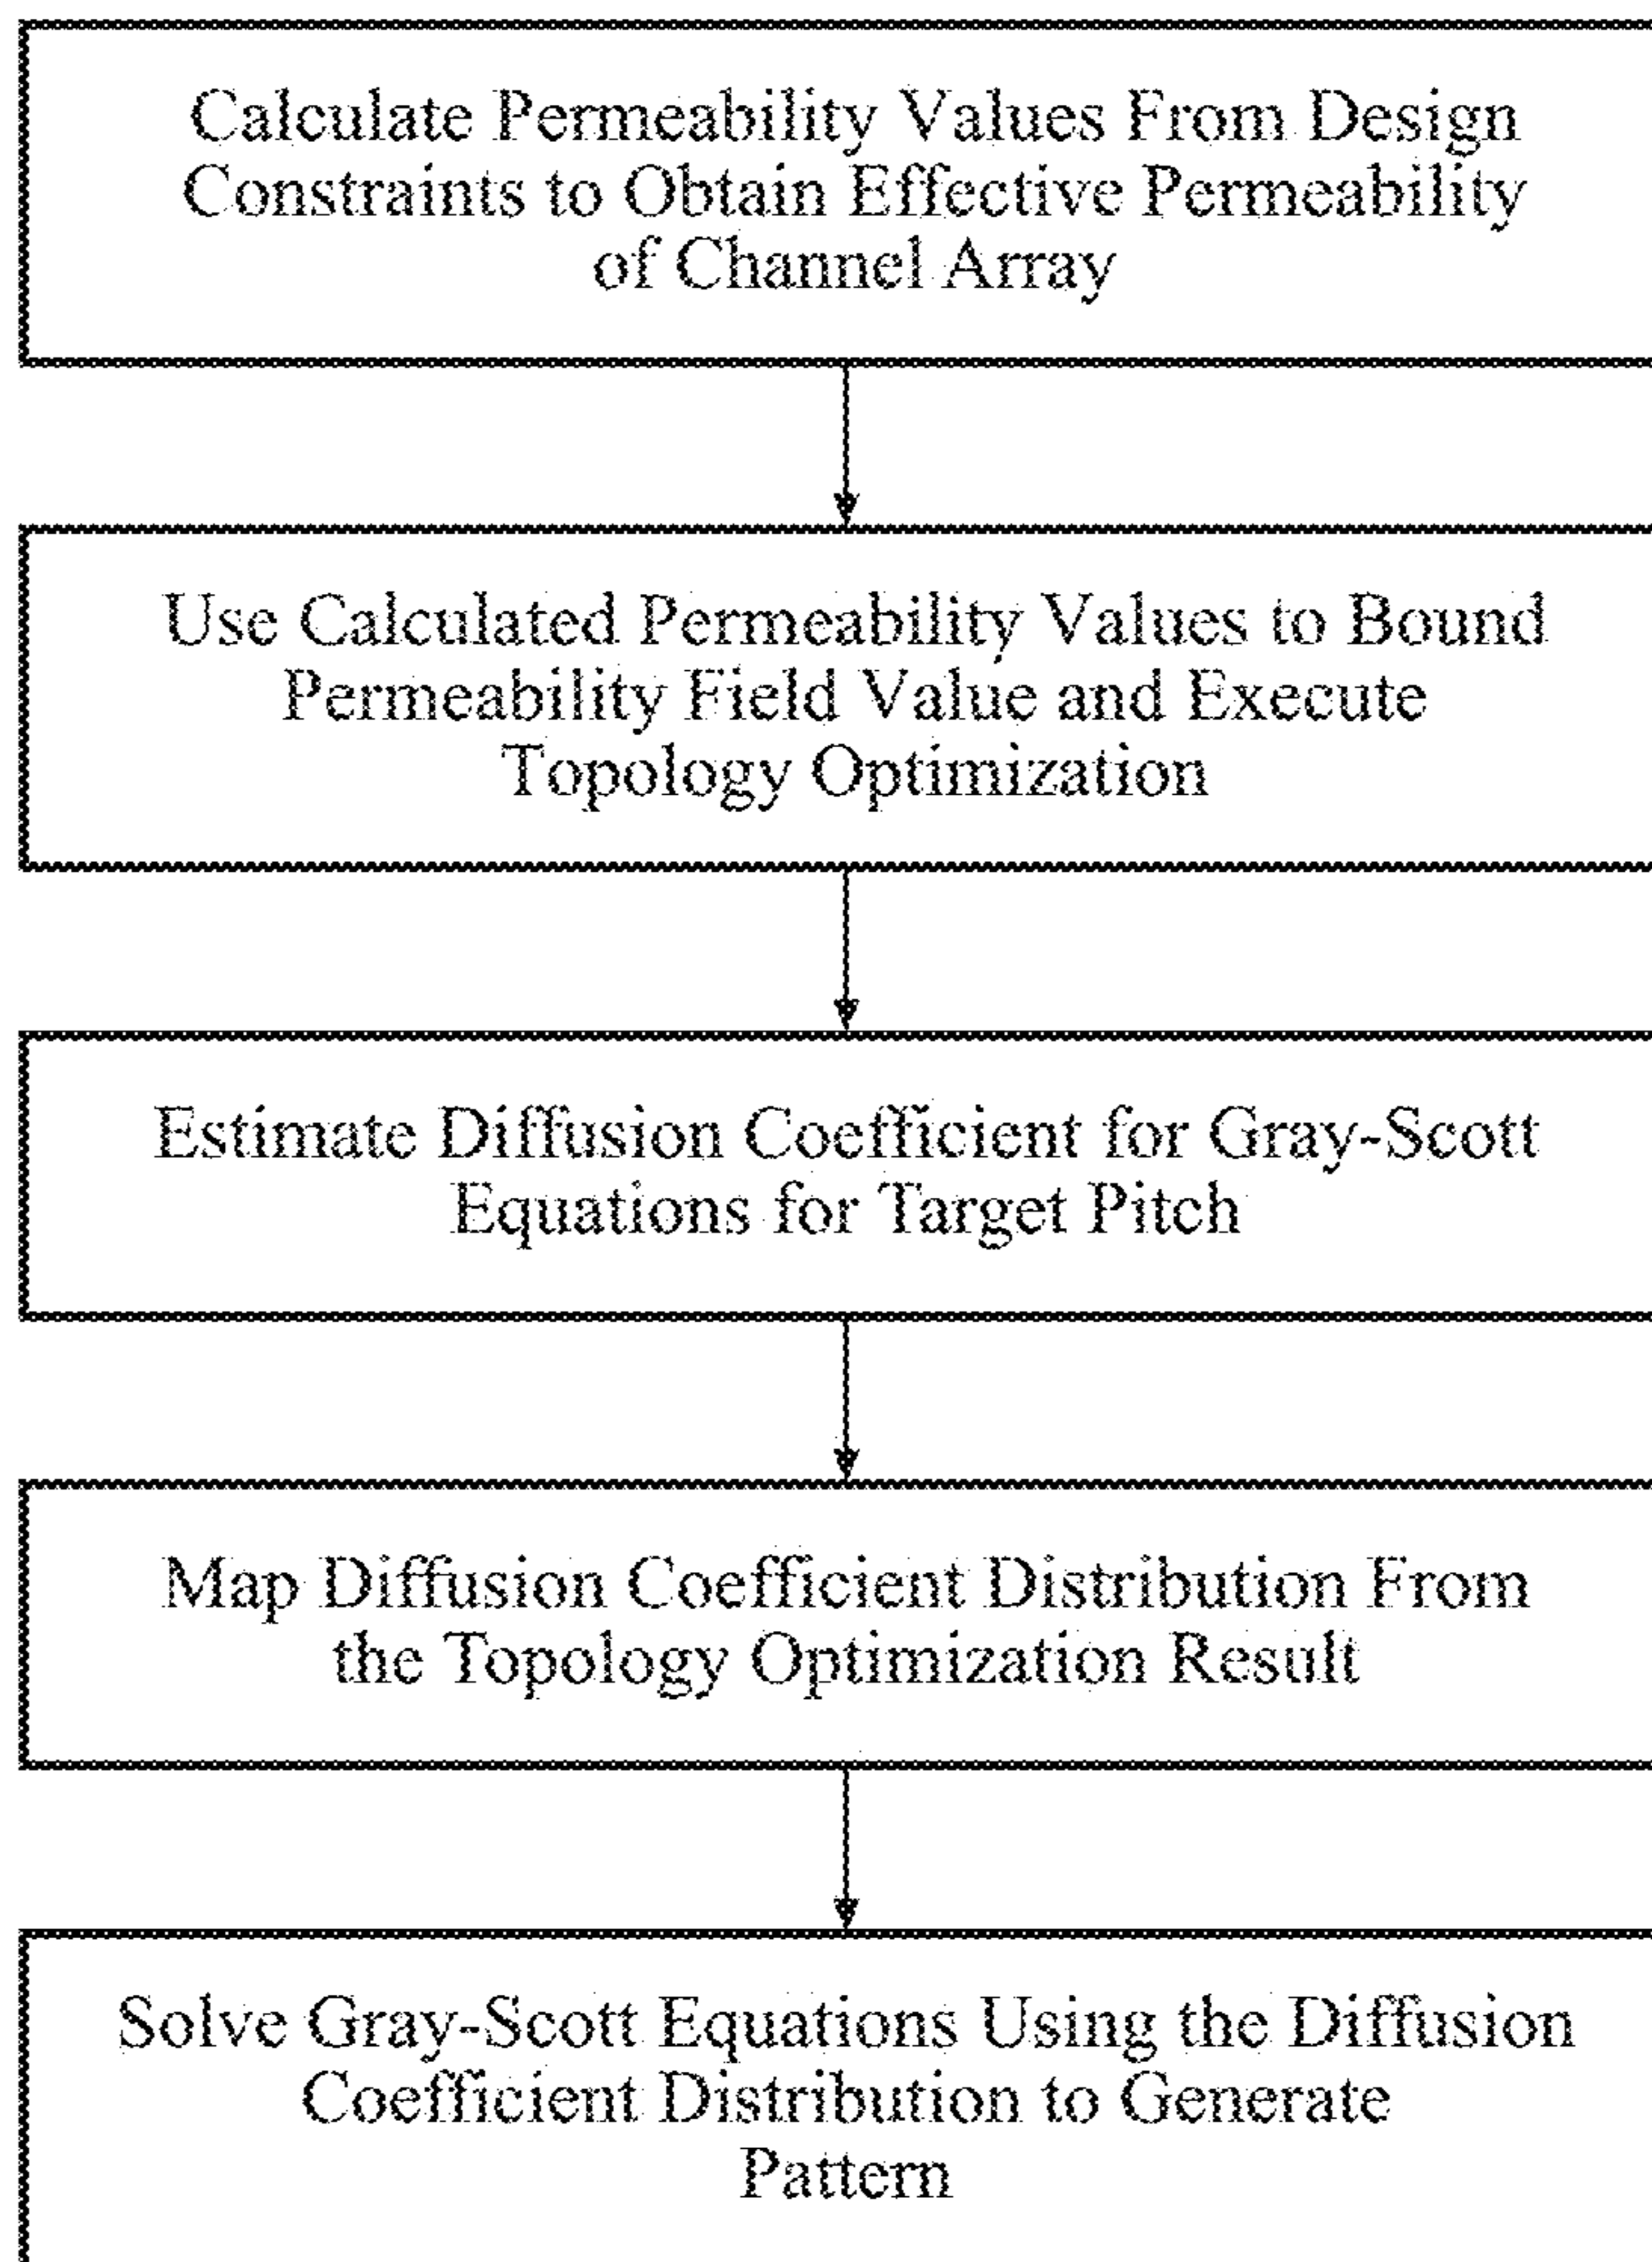 Calculate Permeability Values From Design
Constraints to Obtain Effective Permeability
of Channel Array
Use Calculated Permeability Values to Bound
Permeability Field Value and Execute
Topology Optimization
Estimate Diffusion Coefficient for Gray-Scott
Equations for Target Pitch
Map Diffusion Coefficient Distribution From
the Topology Optimization Result
Solve Gray-Scott Equations Using the Diffusion
Coefficient Distribution to Generate
Pattern